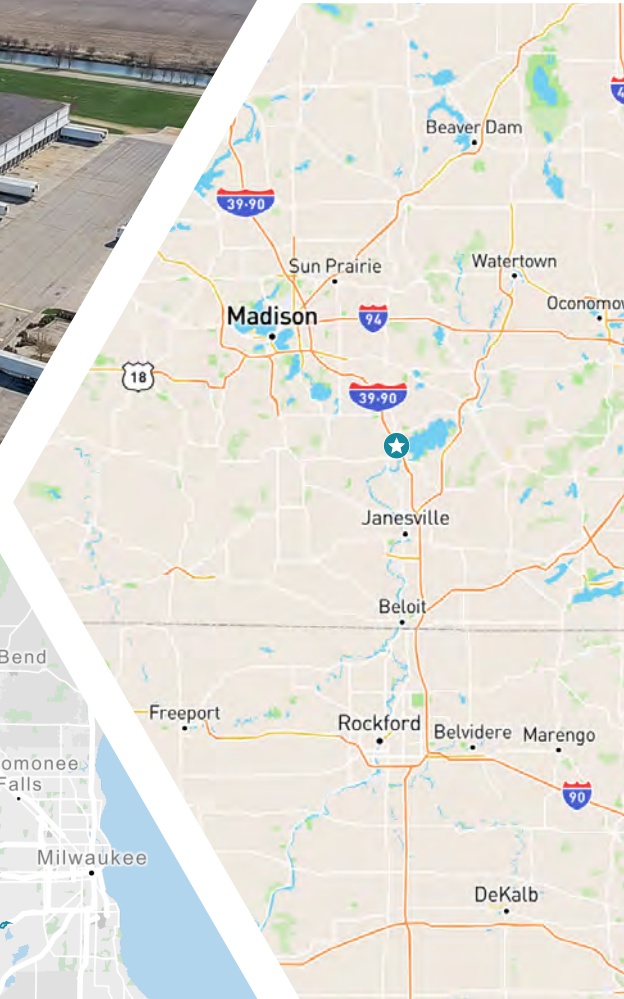 Beaver Dam
39-90
Sun Prairie
Watertown
Oconomow
Madison
94
18
39-90
Janesville
Beloit
Bend
Freeport
Rockford
Belvidere
Marengo
omonee
Falls
90
Milwaukee
DeKalb